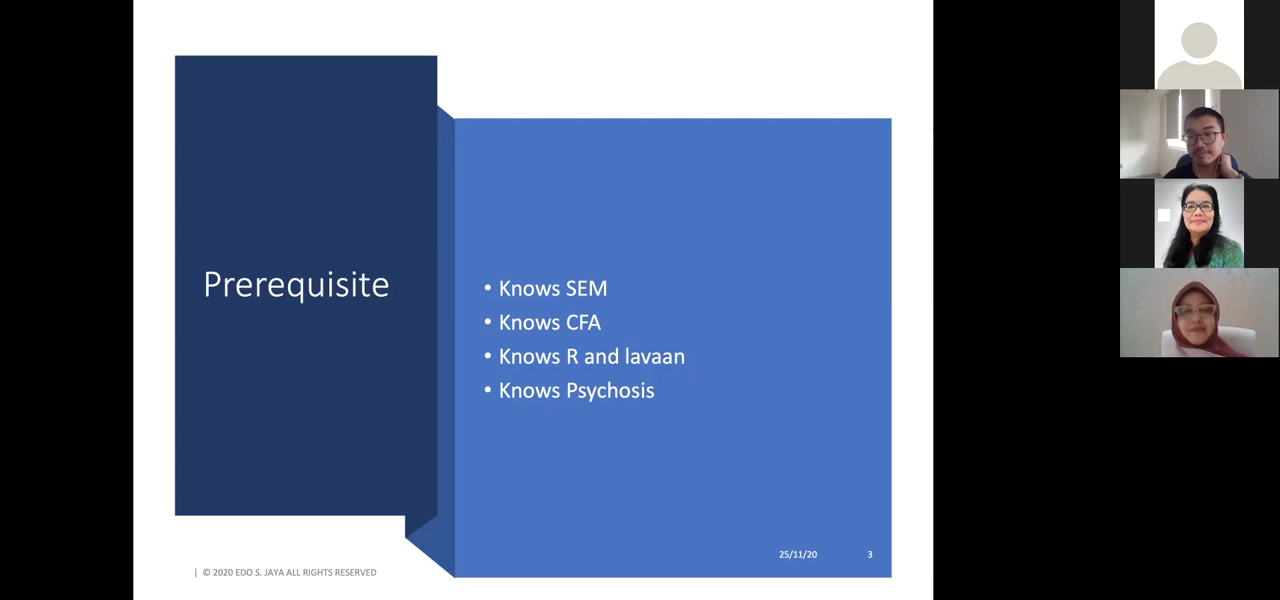 Prerequisite
• Knows SEM
• Knows CFA
• Knows R and lavaan
• Knows Psychosis
25/11/20 3
| © 2020 EDO S. JAYA ALL RIGHTS RESERVED